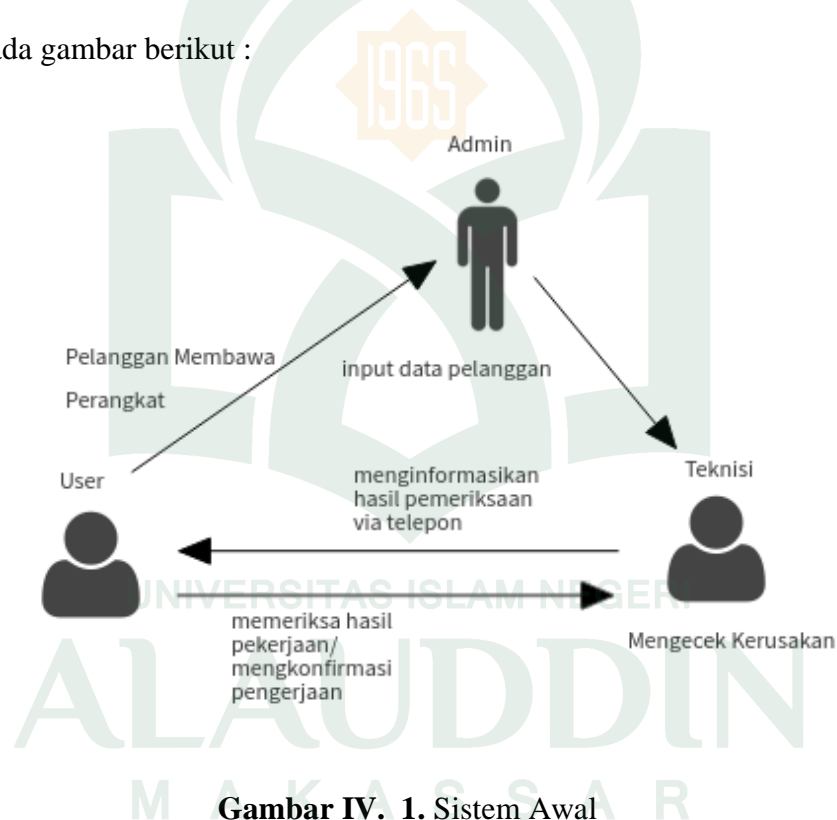 ada gambar berikut :
1965
Admin
Pelanggan Membawa
Perangkat
input data pelanggan
User
menginformasikan
hasil pemeriksaan
via telepon
Teknisi
UNIVERSITAS ISLAM NEGERI
memeriksa hasil
pekerjaan/
mengkonfirmasi
pengerjaan
Mengecek Kerusakan
ALAUDDIN
MAKASSAR
Gambar IV. 1. Sistem Awal